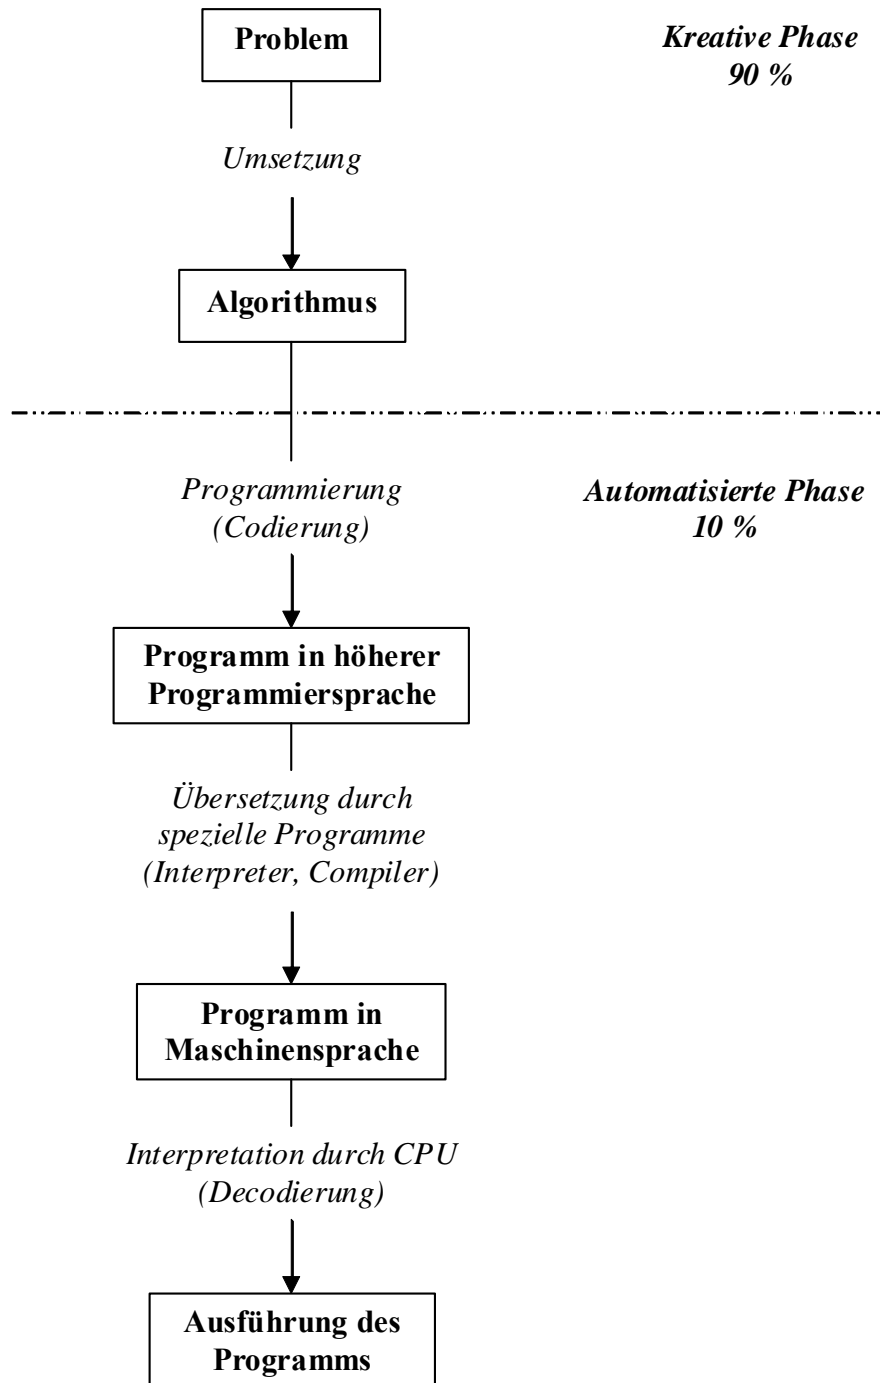 Problem
Kreative Phase
90 %
Umsetzung
Algorithmus
Programmierung
(Codierung)
Automatisierte Phase
10 %
Programm in höherer
Programmiersprache
Übersetzung durch
spezielle Programme
(Interpreter, Compiler)
Programm in
Maschinensprache
Interpretation durch CPU
(Decodierung)
Ausführung des
Programms